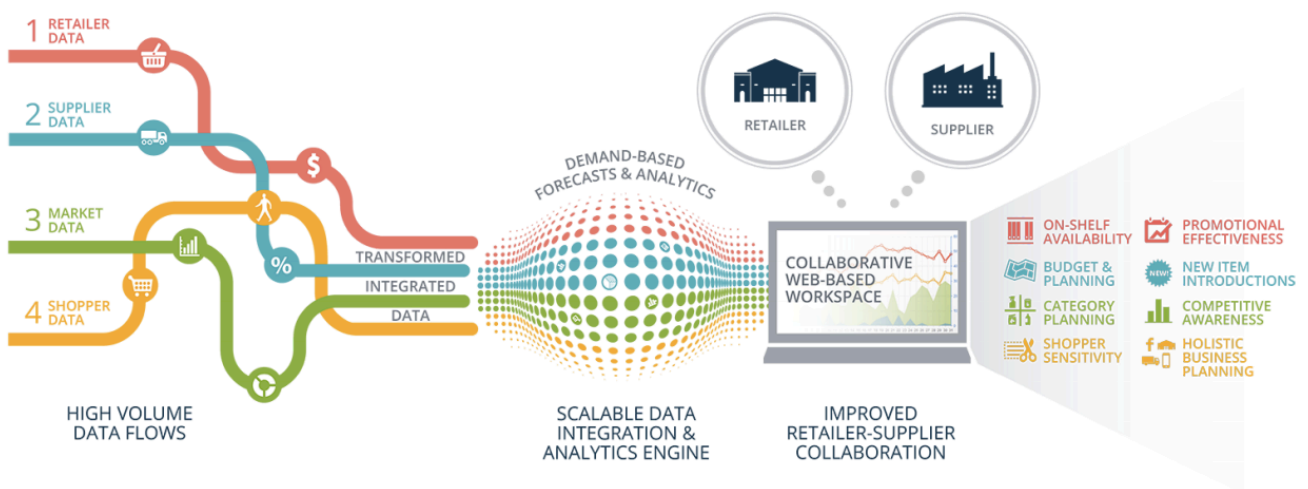 1 RETAILER
DATA
2 SUPPLIER
DATA
3 MARKET
DATA
4 SHOPPER
DATA
$
%
TRANSFORMED
INTEGRATED
DATA
HIGH VOLUME
DATA FLOWS
DEMAND-BASED
FORECASTS & ANALYTICS
SCALABLE DATA
INTEGRATION &
ANALYTICS ENGINE
RETAILER
SUPPLIER
COLLABORATIVE
WEB-BASED
WORKSPACE
IMPROVED
RETAILER-SUPPLIER
COLLABORATION
ON-SHELF
AVAILABILITY
BUDGET &
PLANNING
CATEGORY
PLANNING
SHOPPER
SENSITIVITY
PROMOTIONAL
EFFECTIVENESS
NEW!
NEW ITEM
INTRODUCTIONS
COMPETITIVE
AWARENESS
HOLISTIC
BUSINESS
PLANNING